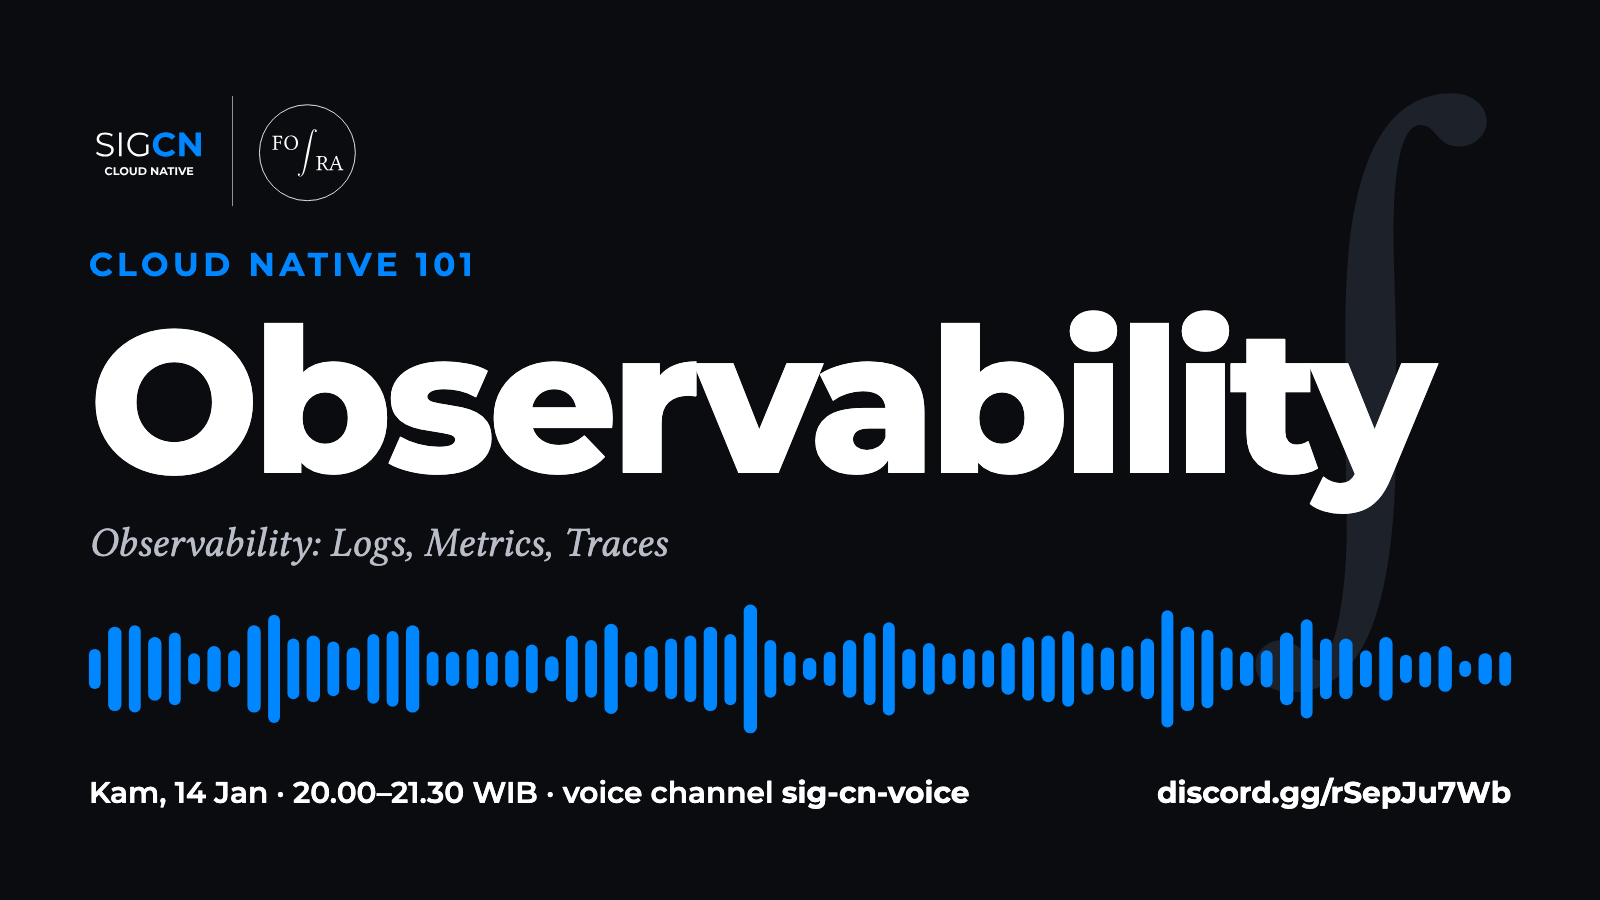 SIGCN
CLOUD NATIVE
FO∫RA
CLOUD NATIVE 101
Observability
Observability: Logs, Metrics, Traces
Kam, 14 Jan · 20.00–21.30 WIB · voice channel sig-cn-voice
discord.gg/rSepJu7Wb